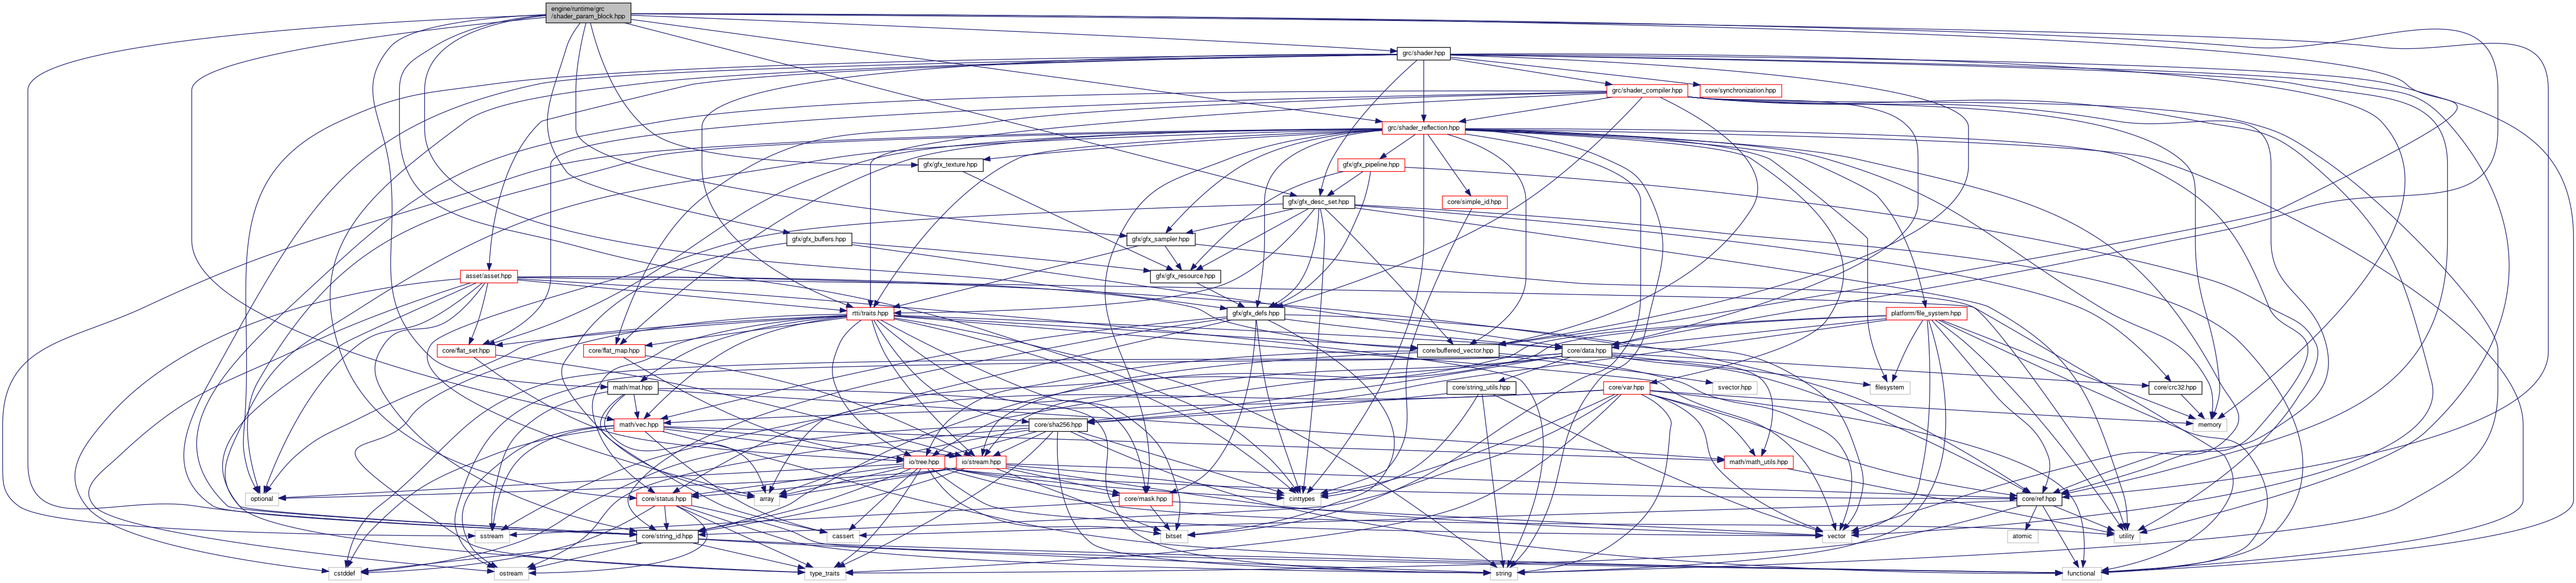 engine/runtime/grc
/shader_param_block.hpp
grc/shader.hpp
grc/shader_compiler.hpp
core/synchronization.hpp
grc/shader_reflection.hpp
gfx/gfx_texture.hpp
gfx/gfx_pipeline.hpp
core/simple_id.hpp
gfx/gfx_desc_set.hpp
gfx/gfx_buffers.hpp
gfx/gfx_sampler.hpp
asset/asset.hpp
gfx/gfx_resource.hpp
rtti/traits.hpp
gfx/gfx_defs.hpp
platform/file_system.hpp
core/flat_set.hpp
core/flat_map.hpp
core/buffered_vector.hpp
core/data.hpp
math/mat.hpp
core/string_utils.hpp
core/var.hpp
svector.hpp
filesystem
core/crc32.hpp
math/vec.hpp
core/sha256.hpp
memory
io/tree.hpp
io/stream.hpp
math/math_utils.hpp
optional
core/status.hpp
array
core/mask.hpp
cinttypes
core/ref.hpp
sstream
core/string_id.hpp
cassert
bitset
vector
atomic
utility
cstddef
ostream
type_traits
string
functional